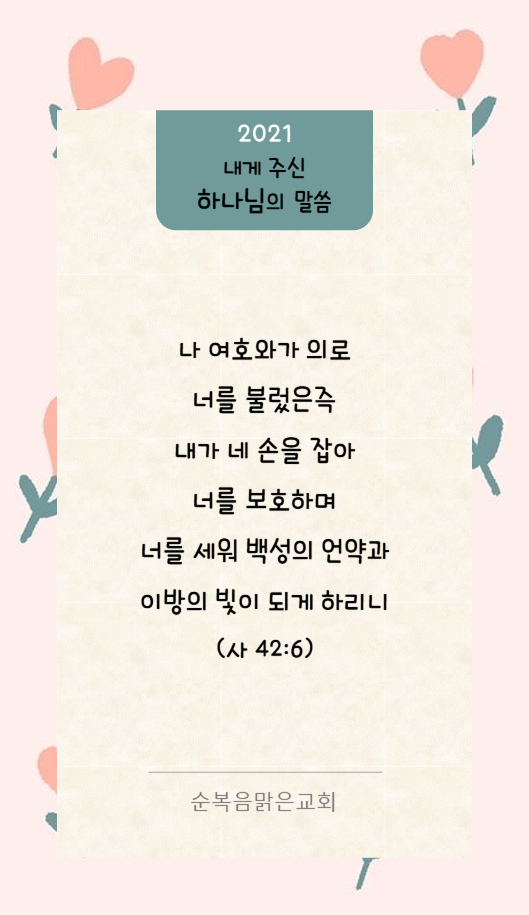 2021
내게 주신
하나님의 말씀
나 여호와가 의로
너를 불렀은즉
내가 네 손을 잡아
너를 보호하며
너를 세워 백성의 언약과
이방의 빛이 되게 하리니
(사 42:6)
순복음맑은교회